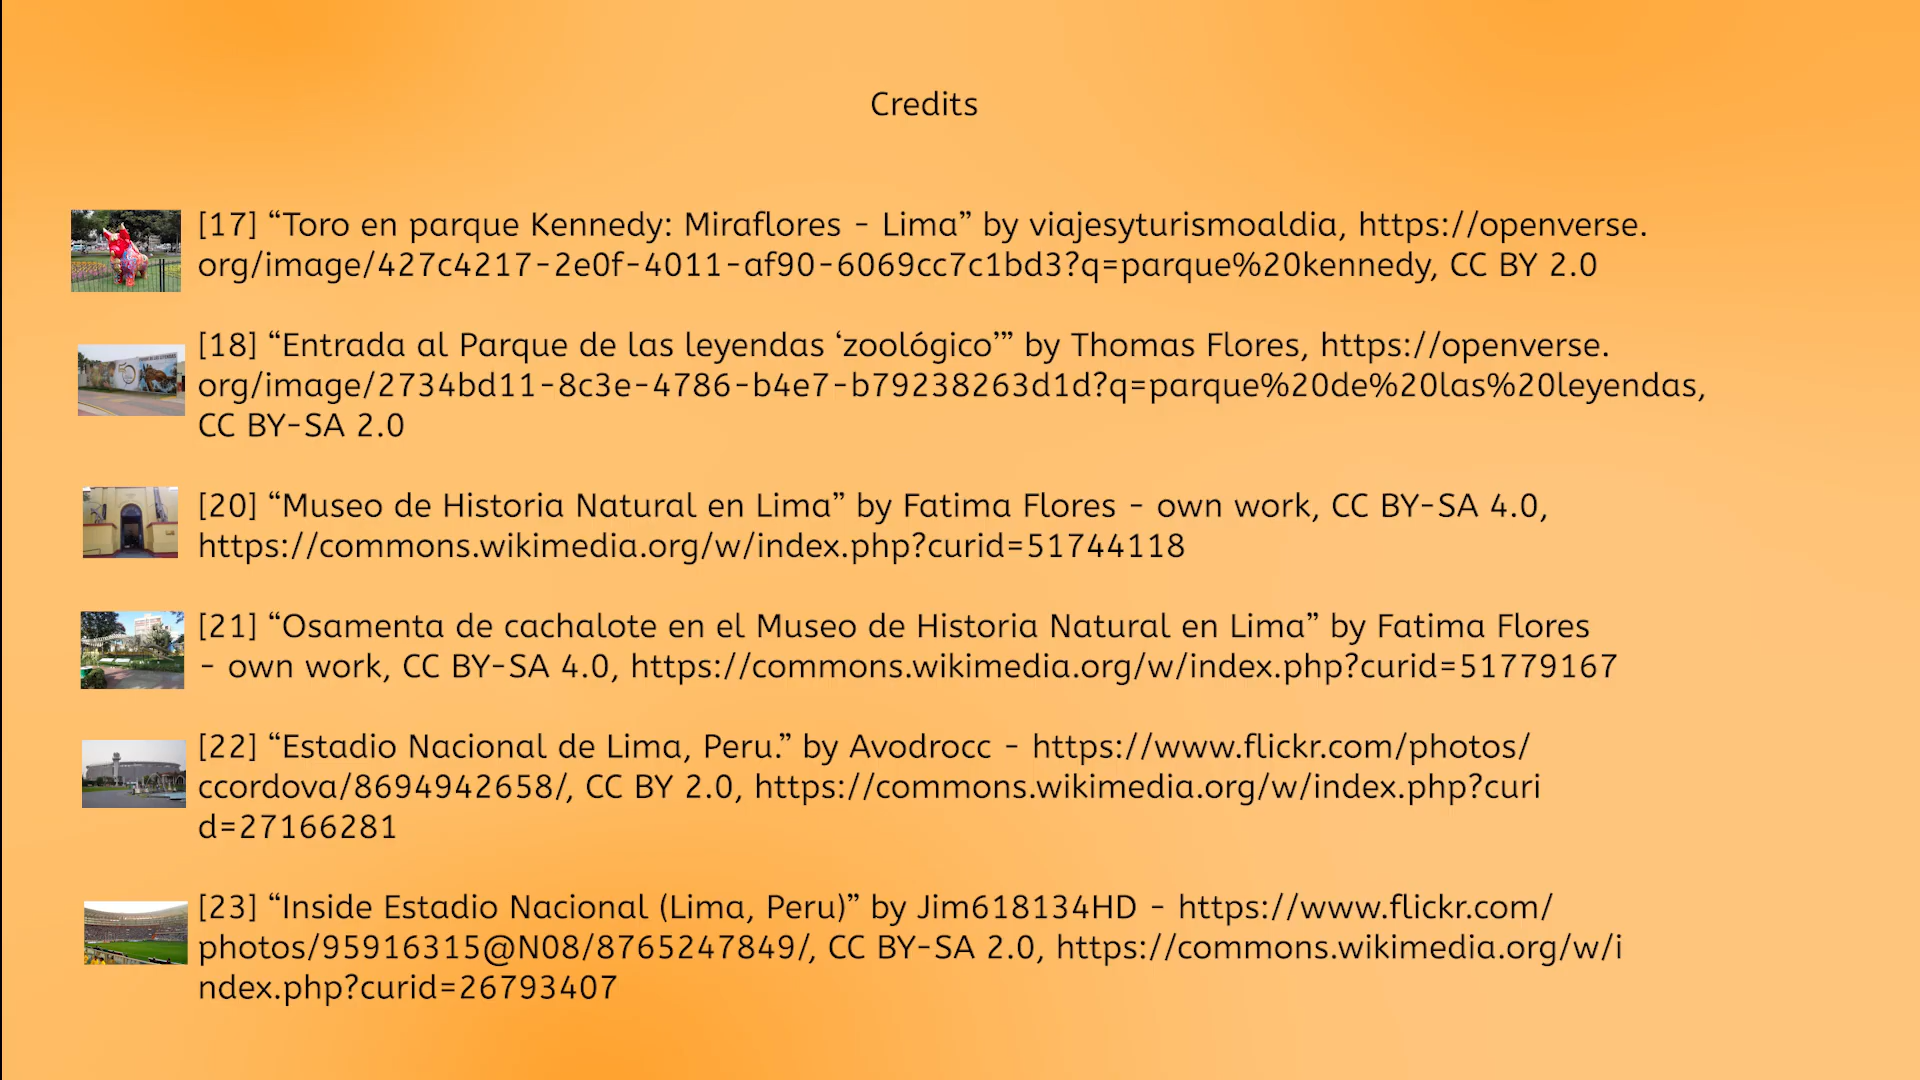 Credits
[17] “Toro en parque Kennedy: Miraflores - Lima” by viajesyturismoaldia, https://openverse.
org/image/427c4217-2e0f-4011-af90-6069cc7c1bd3?q=parque%20kennedy, CC BY 2.0
[18] “Entrada al Parque de las leyendas ‘zoológico’” by Thomas Flores, https://openverse.
org/image/2734bd11-8c3e-4786-b4e7-b79238263d1d?q=parque%20de%20las%20leyendas,
CC BY-SA 2.0
[20] “Museo de Historia Natural en Lima” by Fatima Flores - own work, CC BY-SA 4.0,
https://commons.wikimedia.org/w/index.php?curid=51744118
[21] “Osamenta de cachalote en el Museo de Historia Natural en Lima” by Fatima Flores
- own work, CC BY-SA 4.0, https://commons.wikimedia.org/w/index.php?curid=51779167
[22] “Estadio Nacional de Lima, Peru.” by Avodrocc - https://www.flickr.com/photos/
ccordova/8694942658/, CC BY 2.0, https://commons.wikimedia.org/w/index.php?curi
d=27166281
[23] “Inside Estadio Nacional (Lima, Peru)” by Jim618134HD - https://www.flickr.com/
photos/95916315@N08/8765247849/, CC BY-SA 2.0, https://commons.wikimedia.org/w/i
ndex.php?curid=26793407